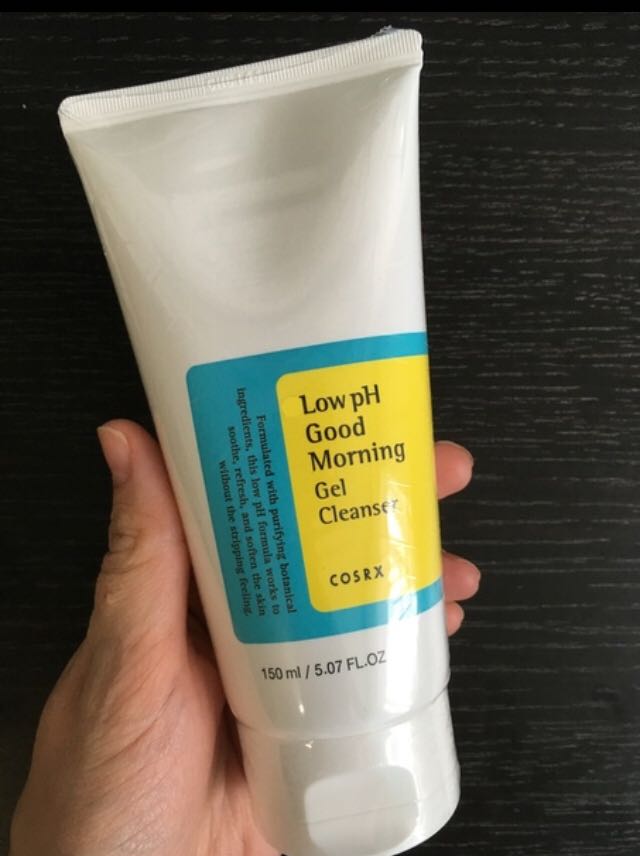 Low pH
Good
Morning
Gel
Cleanser
COSRX
Formulated with purifying botanical
ingredients, this low pH formula works to
soothe, refresh, and soften the skin
without the stripping feeling.
150 ml / 5.07 FL.OZ